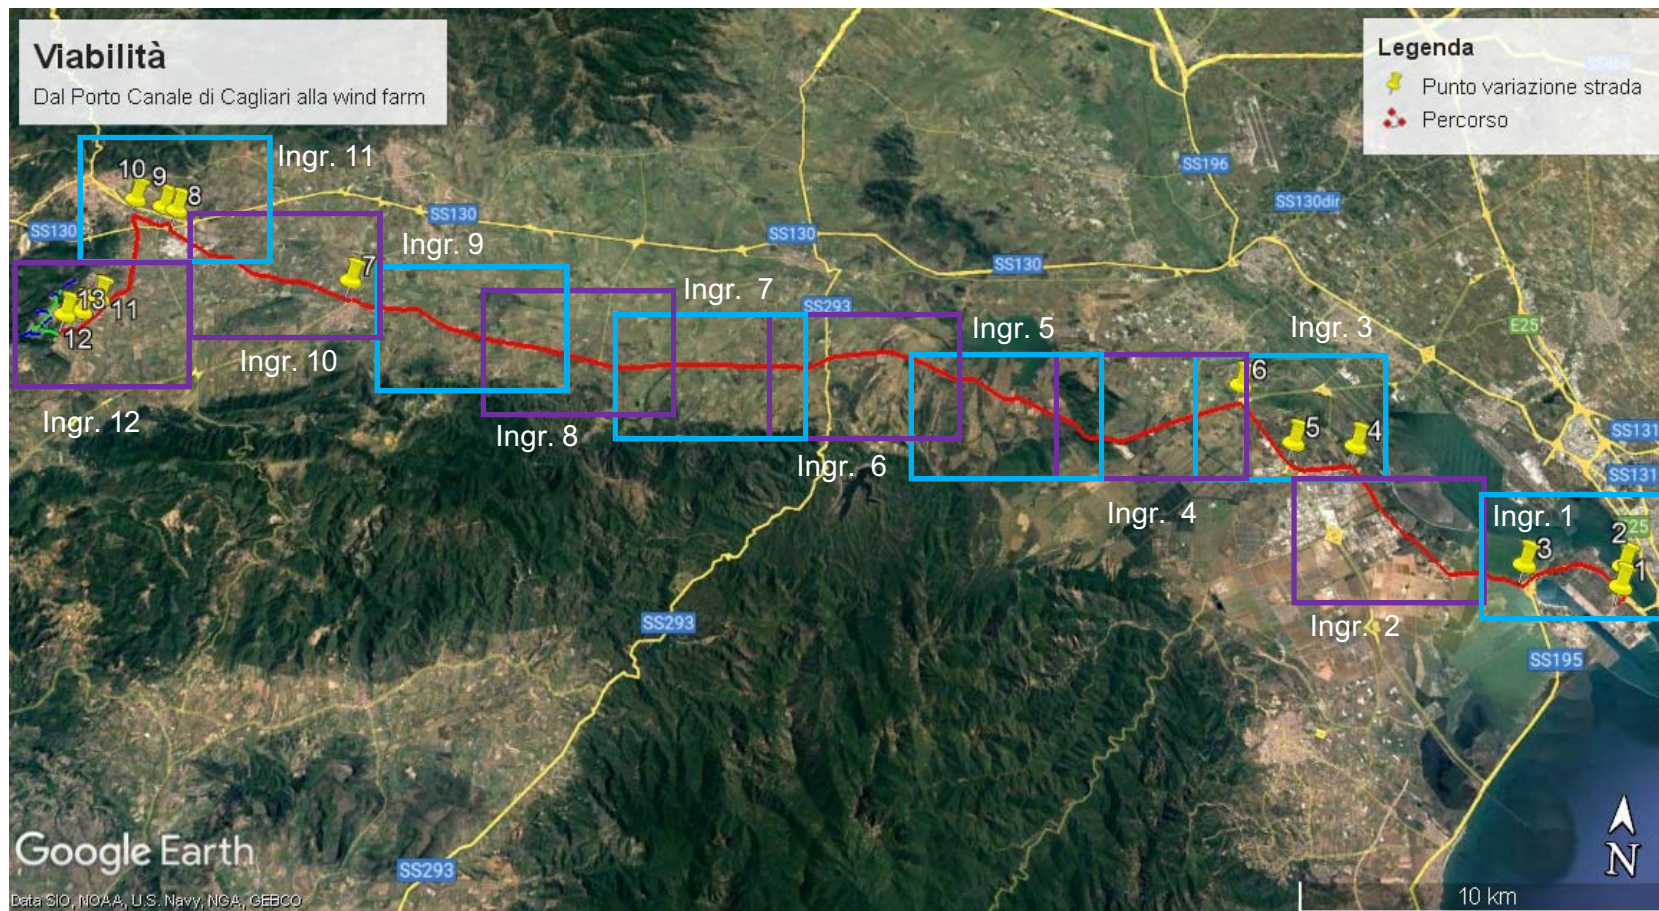 Viabilità
Dal Porto Canale di Cagliari alla wind farm
Legenda
Punto variazione strada
Percorso
Ingr. 11
SS196
10
9
8
SS130dir
SS130
SS130
SS130
Ingr. 9
7
SS130
Ingr. 7
SS293
13
11
12
Ingr. 10
Ingr. 5
Ingr. 3
E25
6
Ingr. 12
Ingr. 8
Ingr. 6
5
4
SS131
SS131
Ingr. 4
Ingr. 1
2
25
3
1
SS293
Ingr. 2
SS195
Google Earth
N
SS293
10 km
Data SIO, NOAA, U.S. Navy, NGA, GEBCO